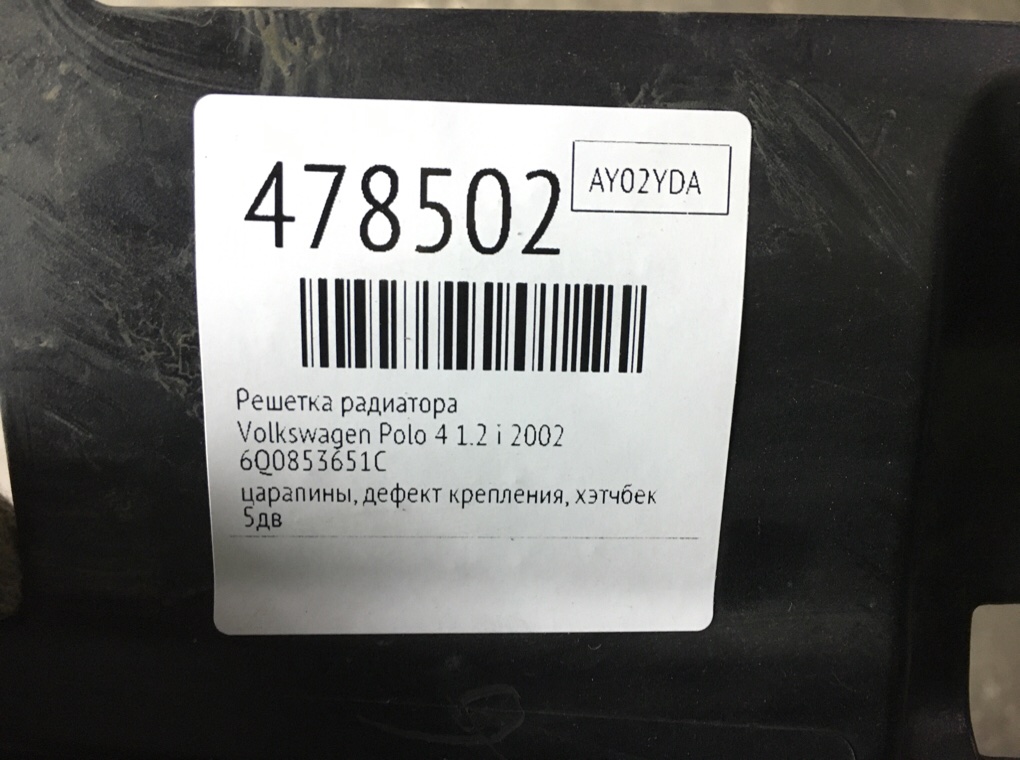 478502
AY02YDA
Решетка радиатора
Volkswagen Polo 4 1.2 i 2002
6Q0853651C
царапины, дефект крепления, хэтчбек
5дв